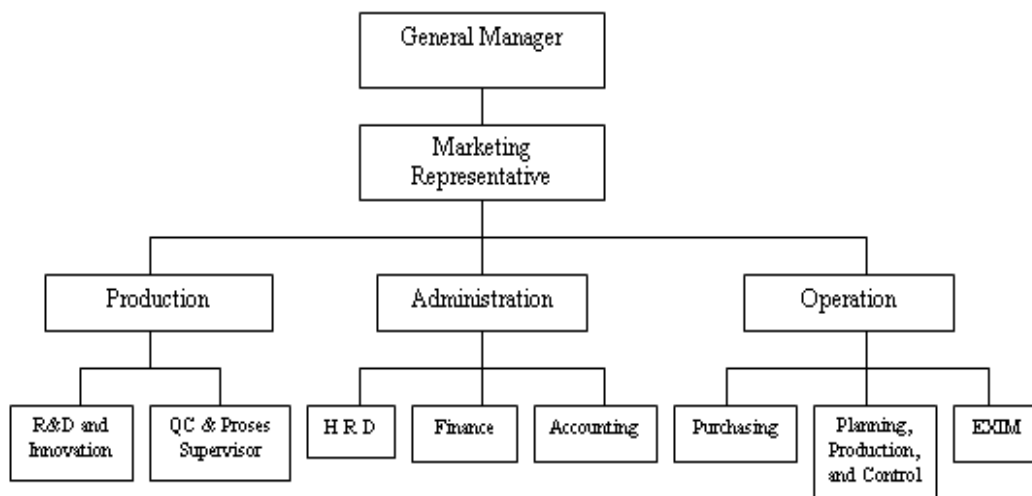 General Manager
Marketing
Representative
Production
Administration
Operation
R&D and
Innovation
QC & Proses
Supervisor
H R D
Finance
Accounting
Purchasing
Planning,
Production,
and Control
EXIM